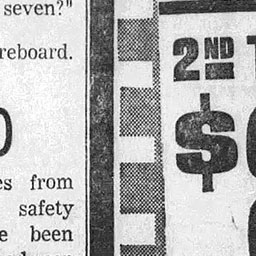 seven?"
reboard.
es from
safety
e been
2ND
$